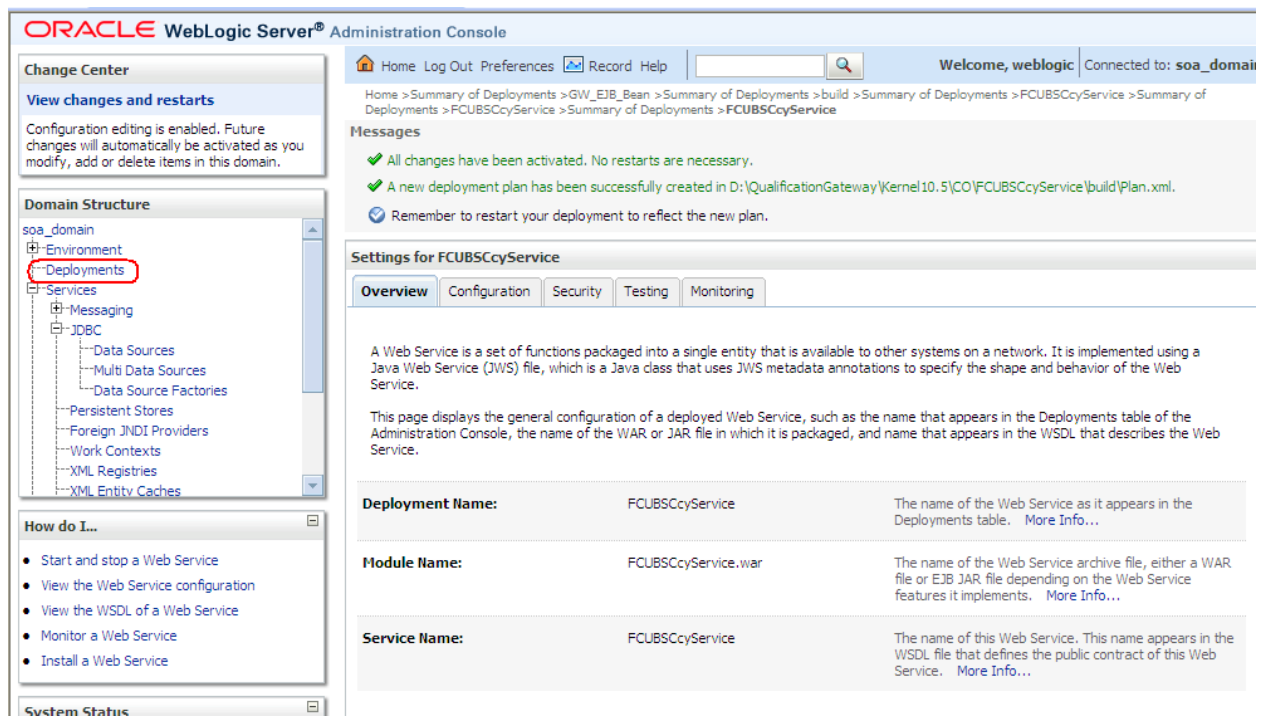 ORACLE WebLogic Server® Administration Console
Change Center
View changes and restarts
Configuration editing is enabled. Future
changes will automatically be activated as you
modify, add or delete items in this domain.
Domain Structure
soa_domain
Environment
Deployments
Services
Messaging
JDBC
Data Sources
Multi Data Sources
Data Source Factories
Persistent Stores
Foreign JNDI Providers
Work Contexts
XML Registries
XML Entity Caches
How do I...
Start and stop a Web Service
View the Web Service configuration
View the WSDL of a Web Service
Monitor a Web Service
Install a Web Service
System Status
Home Log Out Preferences Record Help
Welcome, weblogic Connected to: soa_domain
Home >Summary of Deployments >GW_EJB_Bean >Summary of Deployments >build >Summary of Deployments >FCUBSCcyService >Summary of
Deployments >FCUBSCcyService >Summary of Deployments >FCUBSCcyService
Messages
All changes have been activated. No restarts are necessary.
A new deployment plan has been successfully created in D:\QualificationGateway\Kernel10.5\CO\FCUBSCcyService\build\Plan.xml.
Remember to restart your deployment to reflect the new plan.
Settings for FCUBSCcyService
Overview Configuration Security Testing Monitoring
A Web Service is a set of functions packaged into a single entity that is available to other systems on a network. It is implemented using a
Java Web Service (JWS) file, which is a Java class that uses JWS metadata annotations to specify the shape and behavior of the Web
Service.
This page displays the general configuration of a deployed Web Service, such as the name that appears in the Deployments table of the
Administration Console, the name of the WAR or JAR file in which it is packaged, and name that appears in the WSDL that describes the Web
Service.
Deployment Name: FCUBSCcyService The name of the Web Service as it appears in the
Deployments table. More Info...
Module Name: FCUBSCcyService.war The name of the Web Service archive file, either a WAR
file or EJB JAR file depending on the Web Service
features it implements. More Info...
Service Name: FCUBSCcyService The name of this Web Service. This name appears in the
WSDL file that defines the public contract of this Web
Service. More Info...